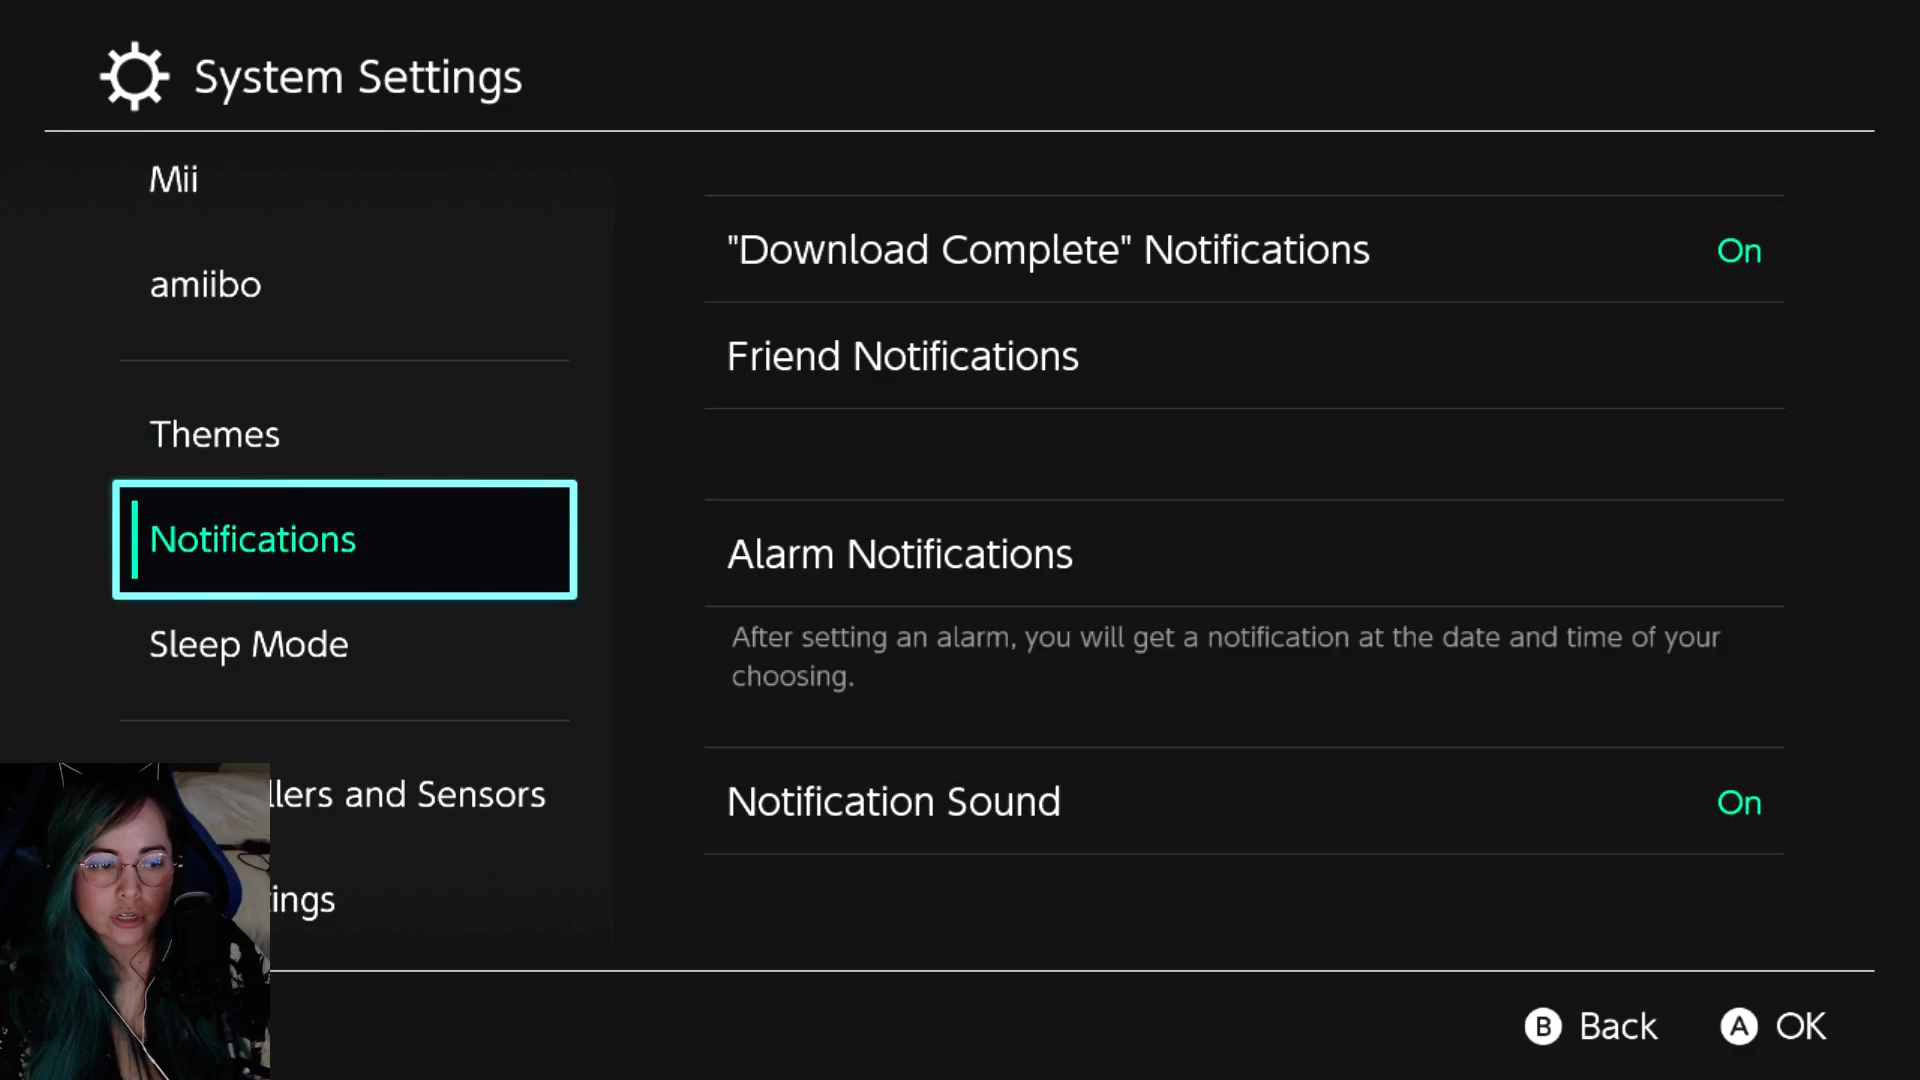 System Settings
Mii
amiibo
Themes
Notifications
Sleep Mode
llers and Sensors
ings
"Download Complete" Notifications On
Friend Notifications
Alarm Notifications
After setting an alarm, you will get a notification at the date and time of your
choosing.
Notification Sound On
B Back A OK